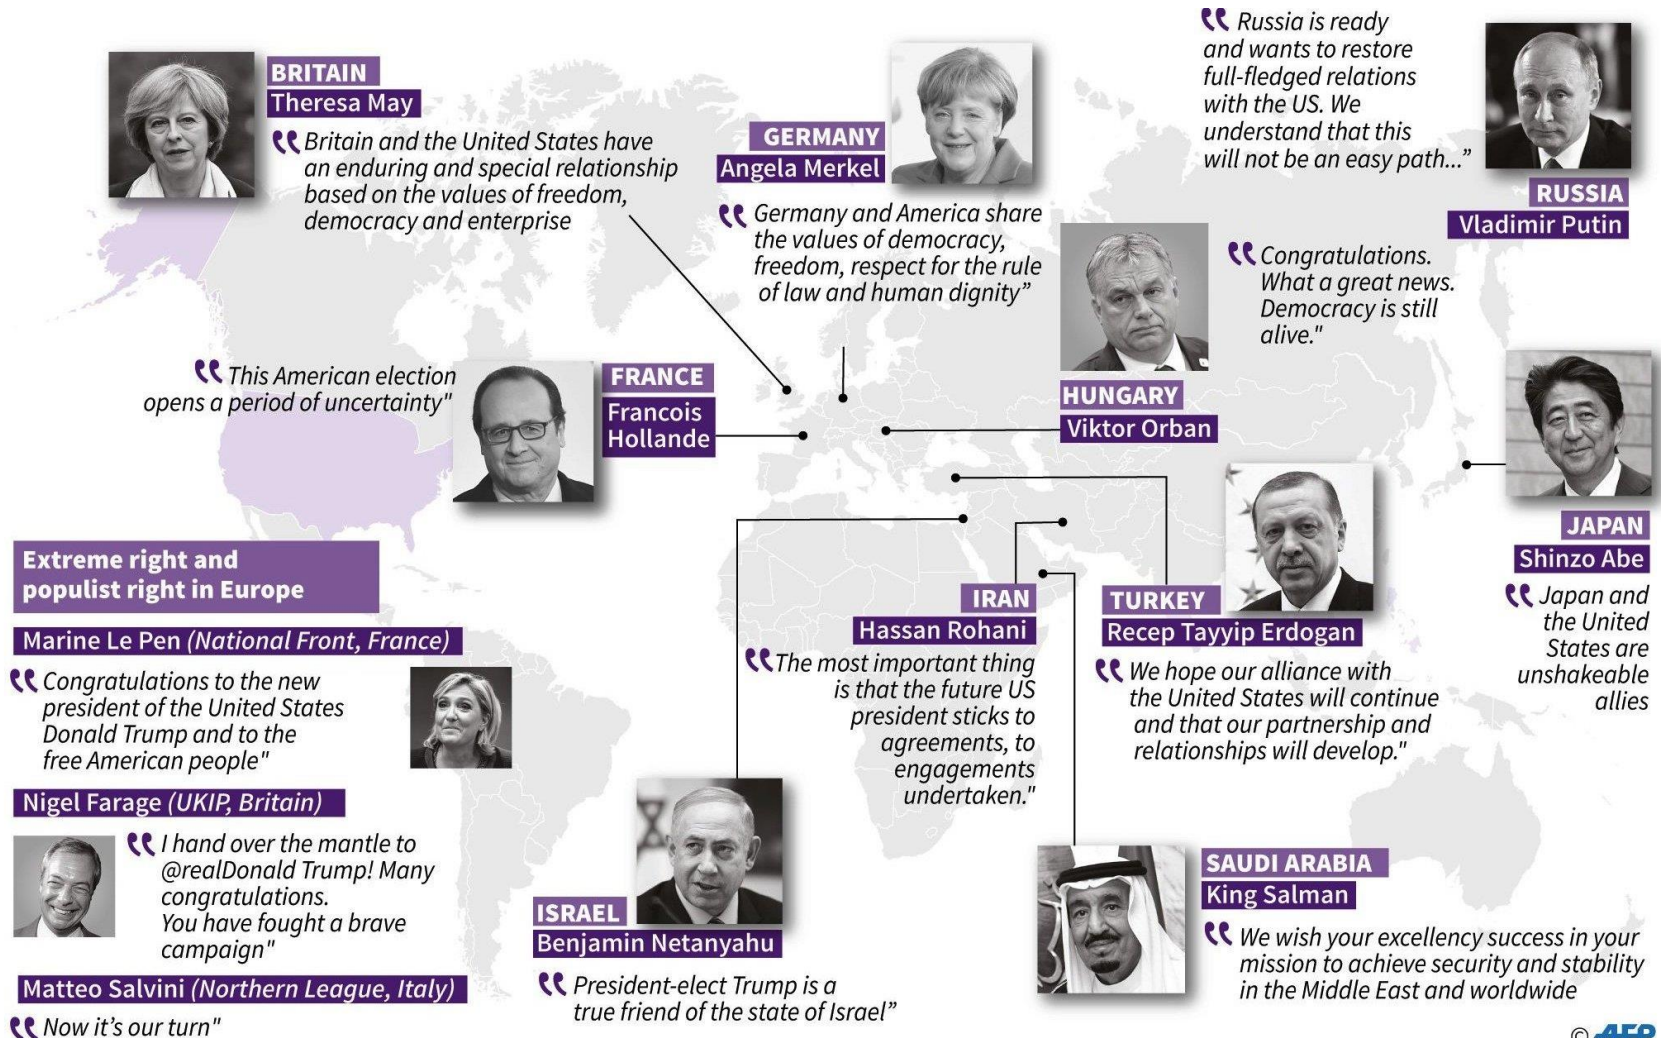 BRITAIN
Theresa May
Britain and the United States have
an enduring and special relationship
based on the values of freedom,
democracy and enterprise
GERMANY
Angela Merkel
Germany and America share
the values of democracy,
freedom, respect for the rule
of law and human dignity”
Russia is ready
and wants to restore
full-fledged relations
with the US. We
understand that this
will not be an easy path...”
RUSSIA
Vladimir Putin
Congratulations.
What a great news.
Democracy is still
alive."
HUNGARY
Viktor Orban
This American election
opens a period of uncertainty"
FRANCE
Francois
Hollande
JAPAN
Shinzo Abe
Japan and
the United
States are
unshakeable
allies
IRAN
Hassan Rohani
The most important thing
is that the future US
president sticks to
agreements, to
engagements
undertaken."
TURKEY
Recep Tayyip Erdogan
We hope our alliance with
the United States will continue
and that our partnership and
relationships will develop."
Extreme right and
populist right in Europe
Marine Le Pen (National Front, France)
Congratulations to the new
president of the United States
Donald Trump and to the
free American people"
Nigel Farage (UKIP, Britain)
I hand over the mantle to
@realDonald Trump! Many
congratulations.
You have fought a brave
campaign"
Matteo Salvini (Northern League, Italy)
Now it’s our turn"
ISRAEL
Benjamin Netanyahu
President-elect Trump is a
true friend of the state of Israel”
SAUDI ARABIA
King Salman
We wish your excellency success in your
mission to achieve security and stability
in the Middle East and worldwide
© AFP